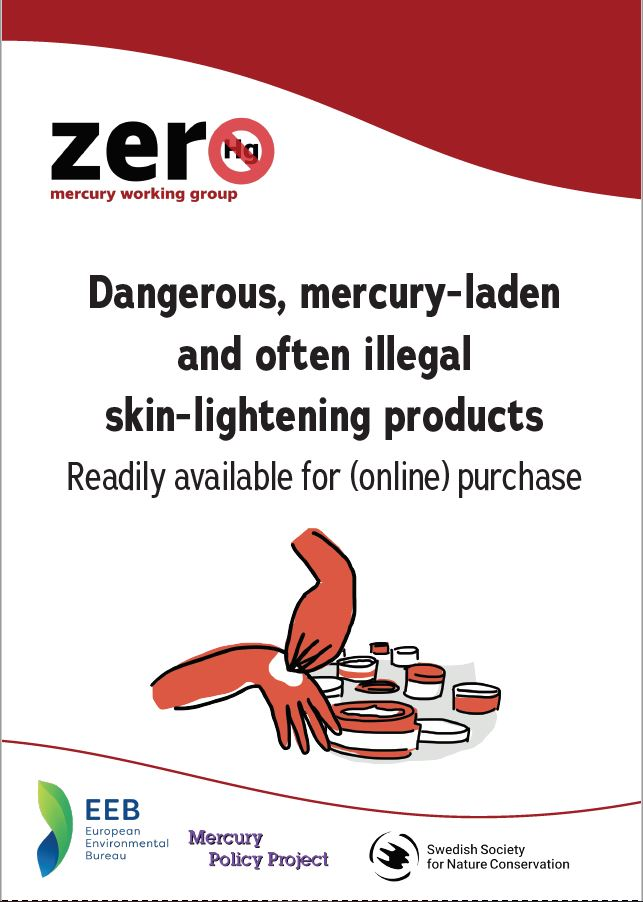 zero
Hg
mercury working group
Dangerous, mercury-laden
and often illegal
skin-lightening products
Readily available for (online) purchase
EEB
European
Environmental
Bureau
Mercury
Policy Project
Swedish Society
for Nature Conservation